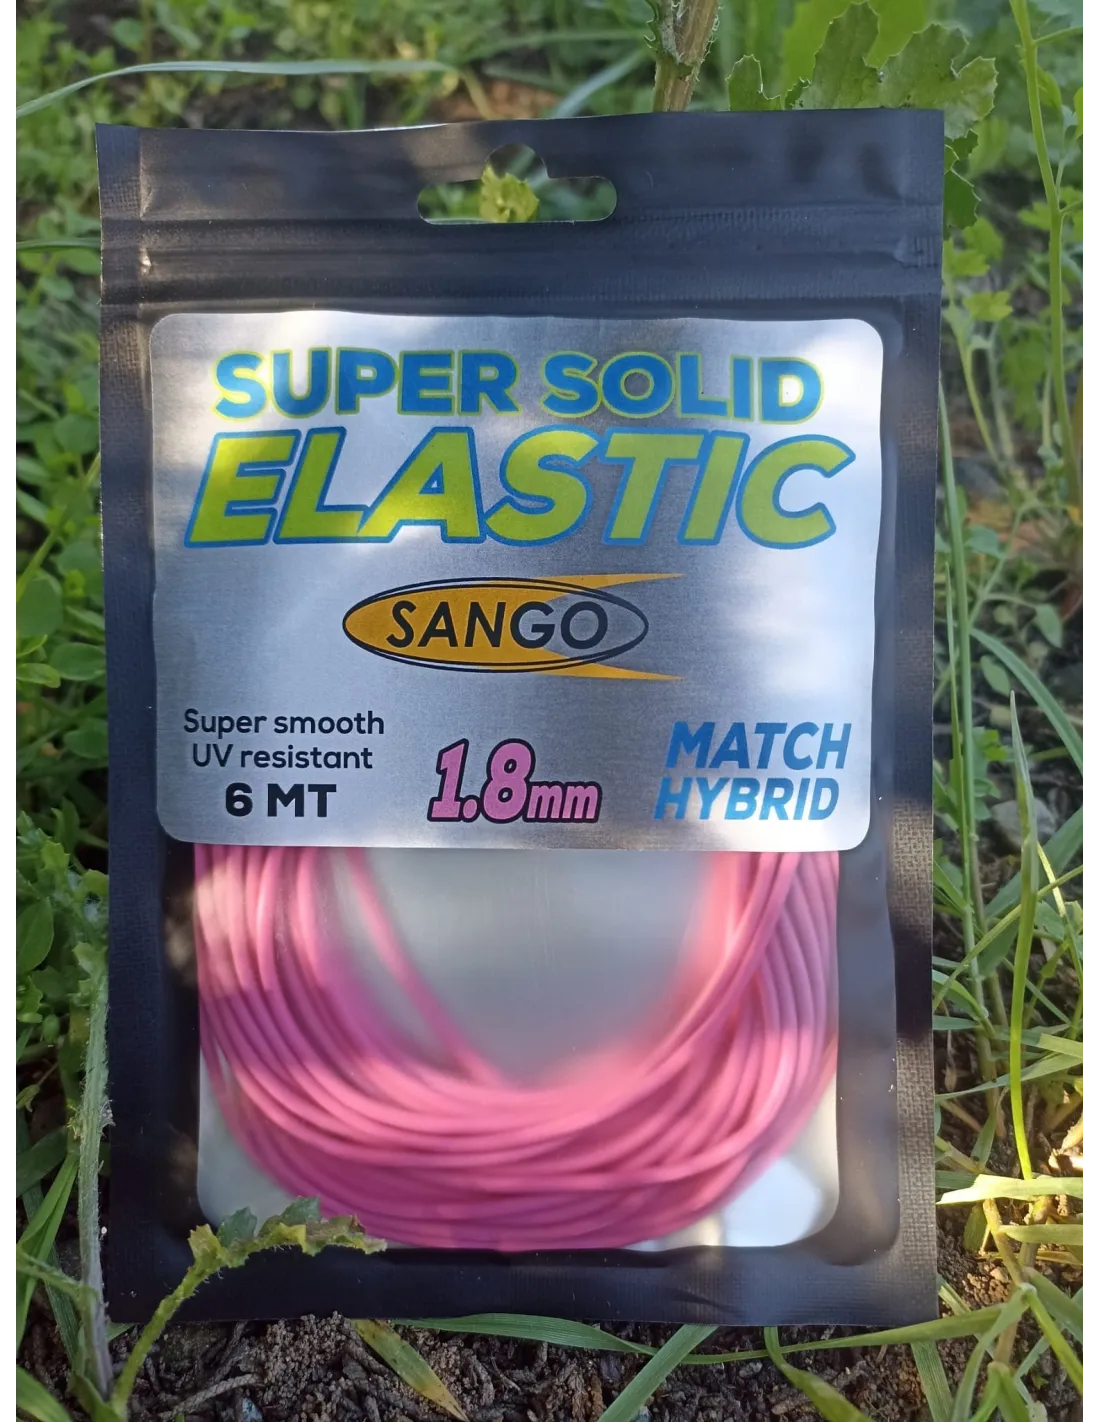 SUPER SOLID
ELASTIC
SANGO
Super smooth
UV resistant
6 MT
1.8mm
MATCH
HYBRID